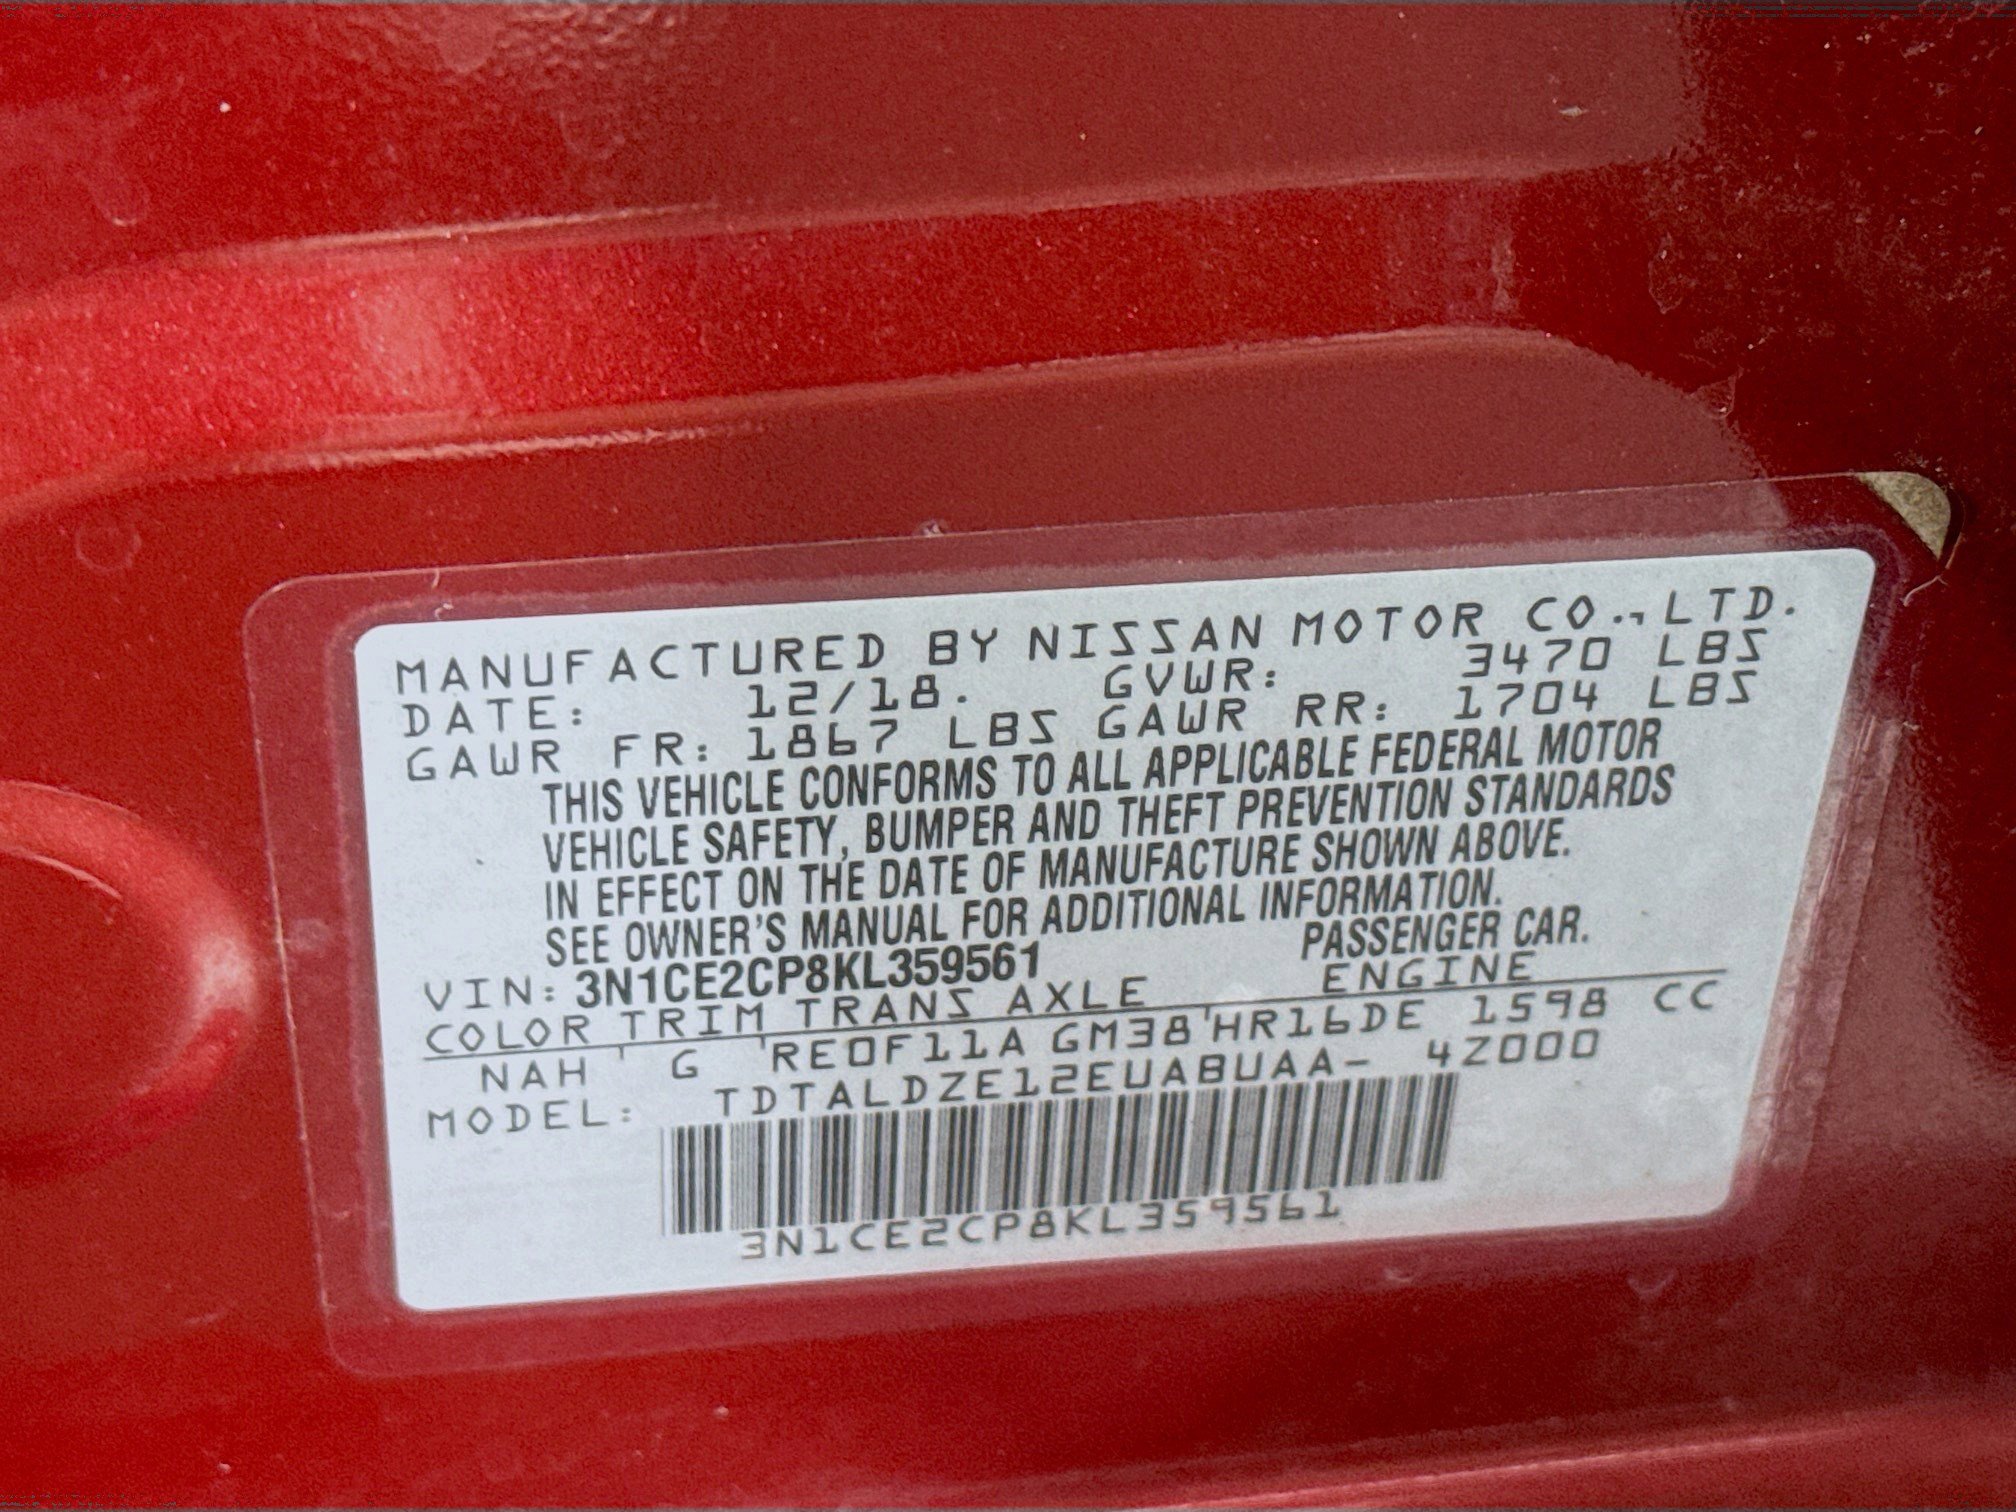 MANUFACTURED BY NISSAN MOTOR CO.,LTD.
DATE: 12/18. GVWR: 3470 LBS
GAWR FR: 1867 LBS GAWR RR: 1704 LBS
THIS VEHICLE CONFORMS TO ALL APPLICABLE FEDERAL MOTOR
VEHICLE SAFETY, BUMPER AND THEFT PREVENTION STANDARDS
IN EFFECT ON THE DATE OF MANUFACTURE SHOWN ABOVE.
SEE OWNER'S MANUAL FOR ADDITIONAL INFORMATION.
VIN: 3N1CE2CP8KL359561 PASSENGER CAR.
COLOR TRIM TRANS AXLE ENGINE
NAH G RE0F11A GM38 HR16DE 1598 CC
MODEL: TDTALDZE12EUABUAA- 4Z000
3N1CE2CP8KL359561